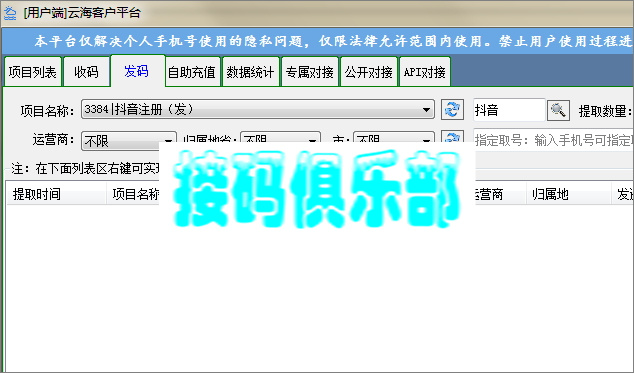 [用户端]云海客户平台
本平台仅解决个人手机号使用的隐私问题，仅限法律允许范围内使用。禁止用户使用过程进
项目列表 收码 发码 自助充值 数据统计 专属对接 公开对接 API对接
项目名称： 3384|抖音注册（发） 抖音 提取数量：
运营商： 不限 归属地省： 不限 市： 不限 指定取号：输入手机号可指定取
注：在下面列表区右键可实现
接码俱乐部
提取时间 项目名称 运营商 归属地 发送